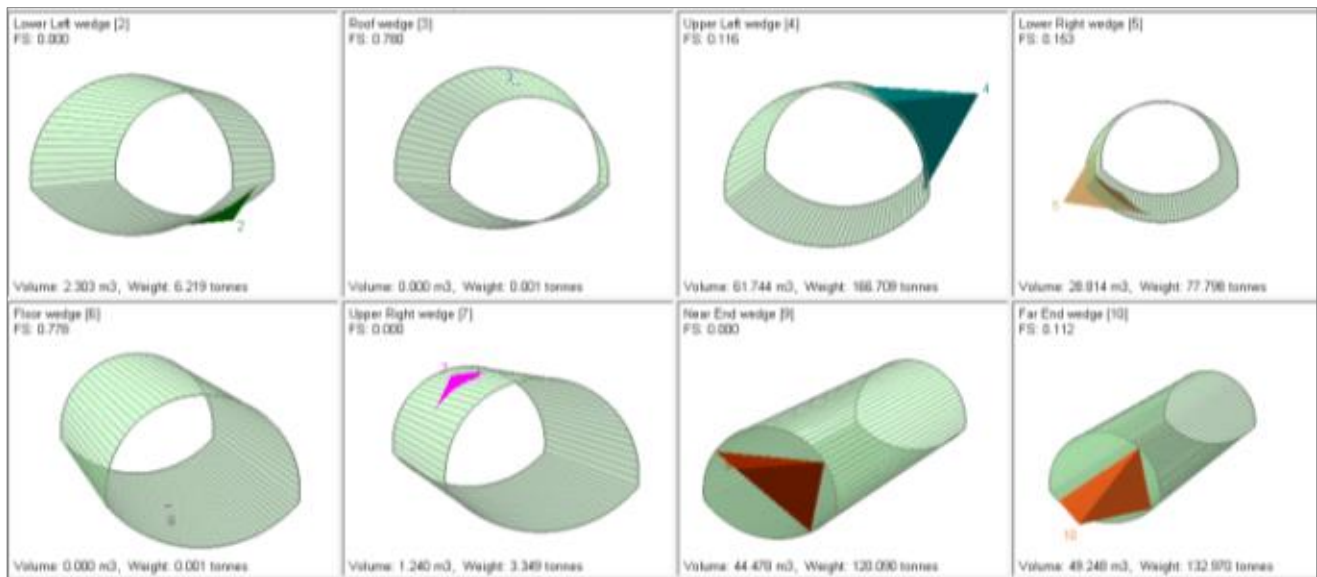 Lower Left wedge [2]
FS: 0.000
2
Volume: 2.303 m3, Weight: 6.219 tonnes
Roof wedge [3]
FS: 0.780
3
Volume: 0.000 m3, Weight: 0.001 tonnes
Upper Left wedge [4]
FS: 0.116
4
Volume: 61.744 m3, Weight: 166.709 tonnes
Lower Right wedge [5]
FS: 0.153
5
Volume: 28.814 m3, Weight: 77.798 tonnes
Floor wedge [6]
FS: 0.778
6
Volume: 0.000 m3, Weight: 0.001 tonnes
Upper Right wedge [7]
FS: 0.000
7
Volume: 1.240 m3, Weight: 3.349 tonnes
Near End wedge [9]
FS: 0.000
Volume: 44.478 m3, Weight: 120.090 tonnes
Far End wedge [10]
FS: 0.112
10
Volume: 49.248 m3, Weight: 132.970 tonnes